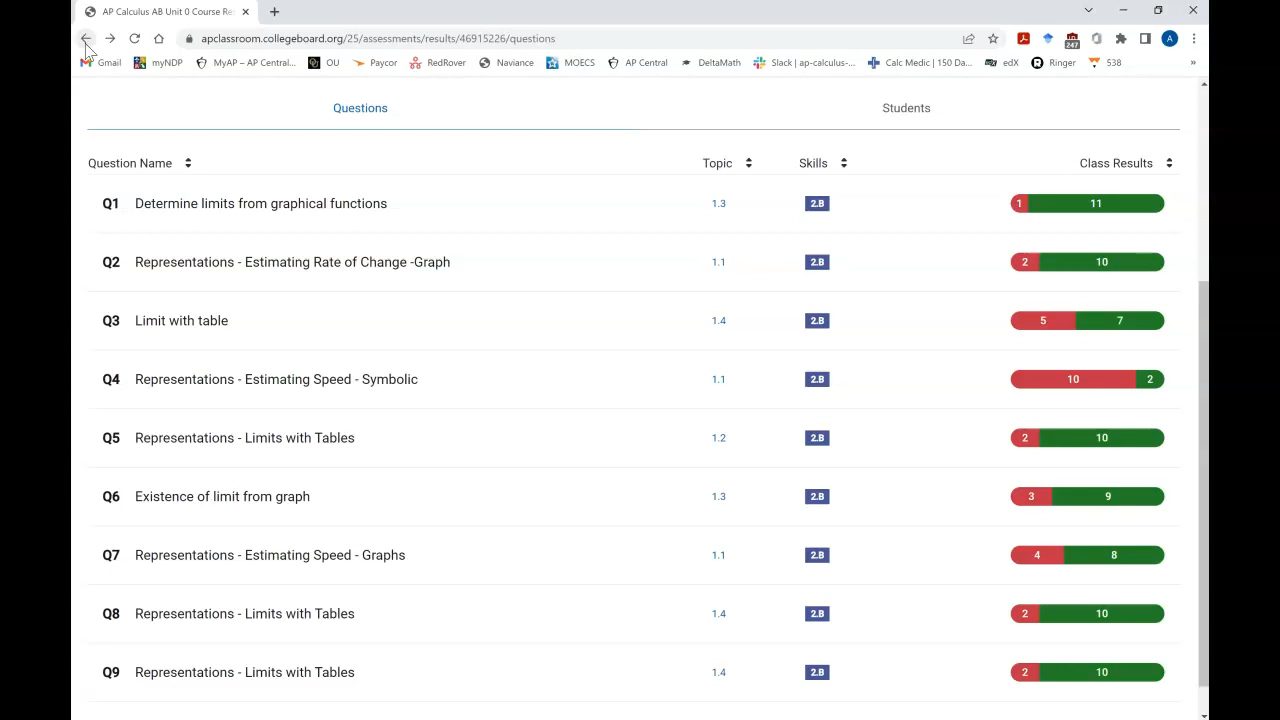 AP Calculus AB Unit 0 Course Re
apclassroom.collegeboard.org/25/assessments/results/46915226/questions
247
A
Gmail myNDP MyAP – AP Central... OU Paycor RedRover Naviance MOECS AP Central DeltaMath Slack | ap-calculus-... Calc Medic | 150 Da... edX Ringer 538 »
Questions Students
Question Name Topic Skills Class Results
Q1 Determine limits from graphical functions 1.3 2.B 1 11
Q2 Representations - Estimating Rate of Change -Graph 1.1 2.B 2 10
Q3 Limit with table 1.4 2.B 5 7
Q4 Representations - Estimating Speed - Symbolic 1.1 2.B 10 2
Q5 Representations - Limits with Tables 1.2 2.B 2 10
Q6 Existence of limit from graph 1.3 2.B 3 9
Q7 Representations - Estimating Speed - Graphs 1.1 2.B 4 8
Q8 Representations - Limits with Tables 1.4 2.B 2 10
Q9 Representations - Limits with Tables 1.4 2.B 2 10